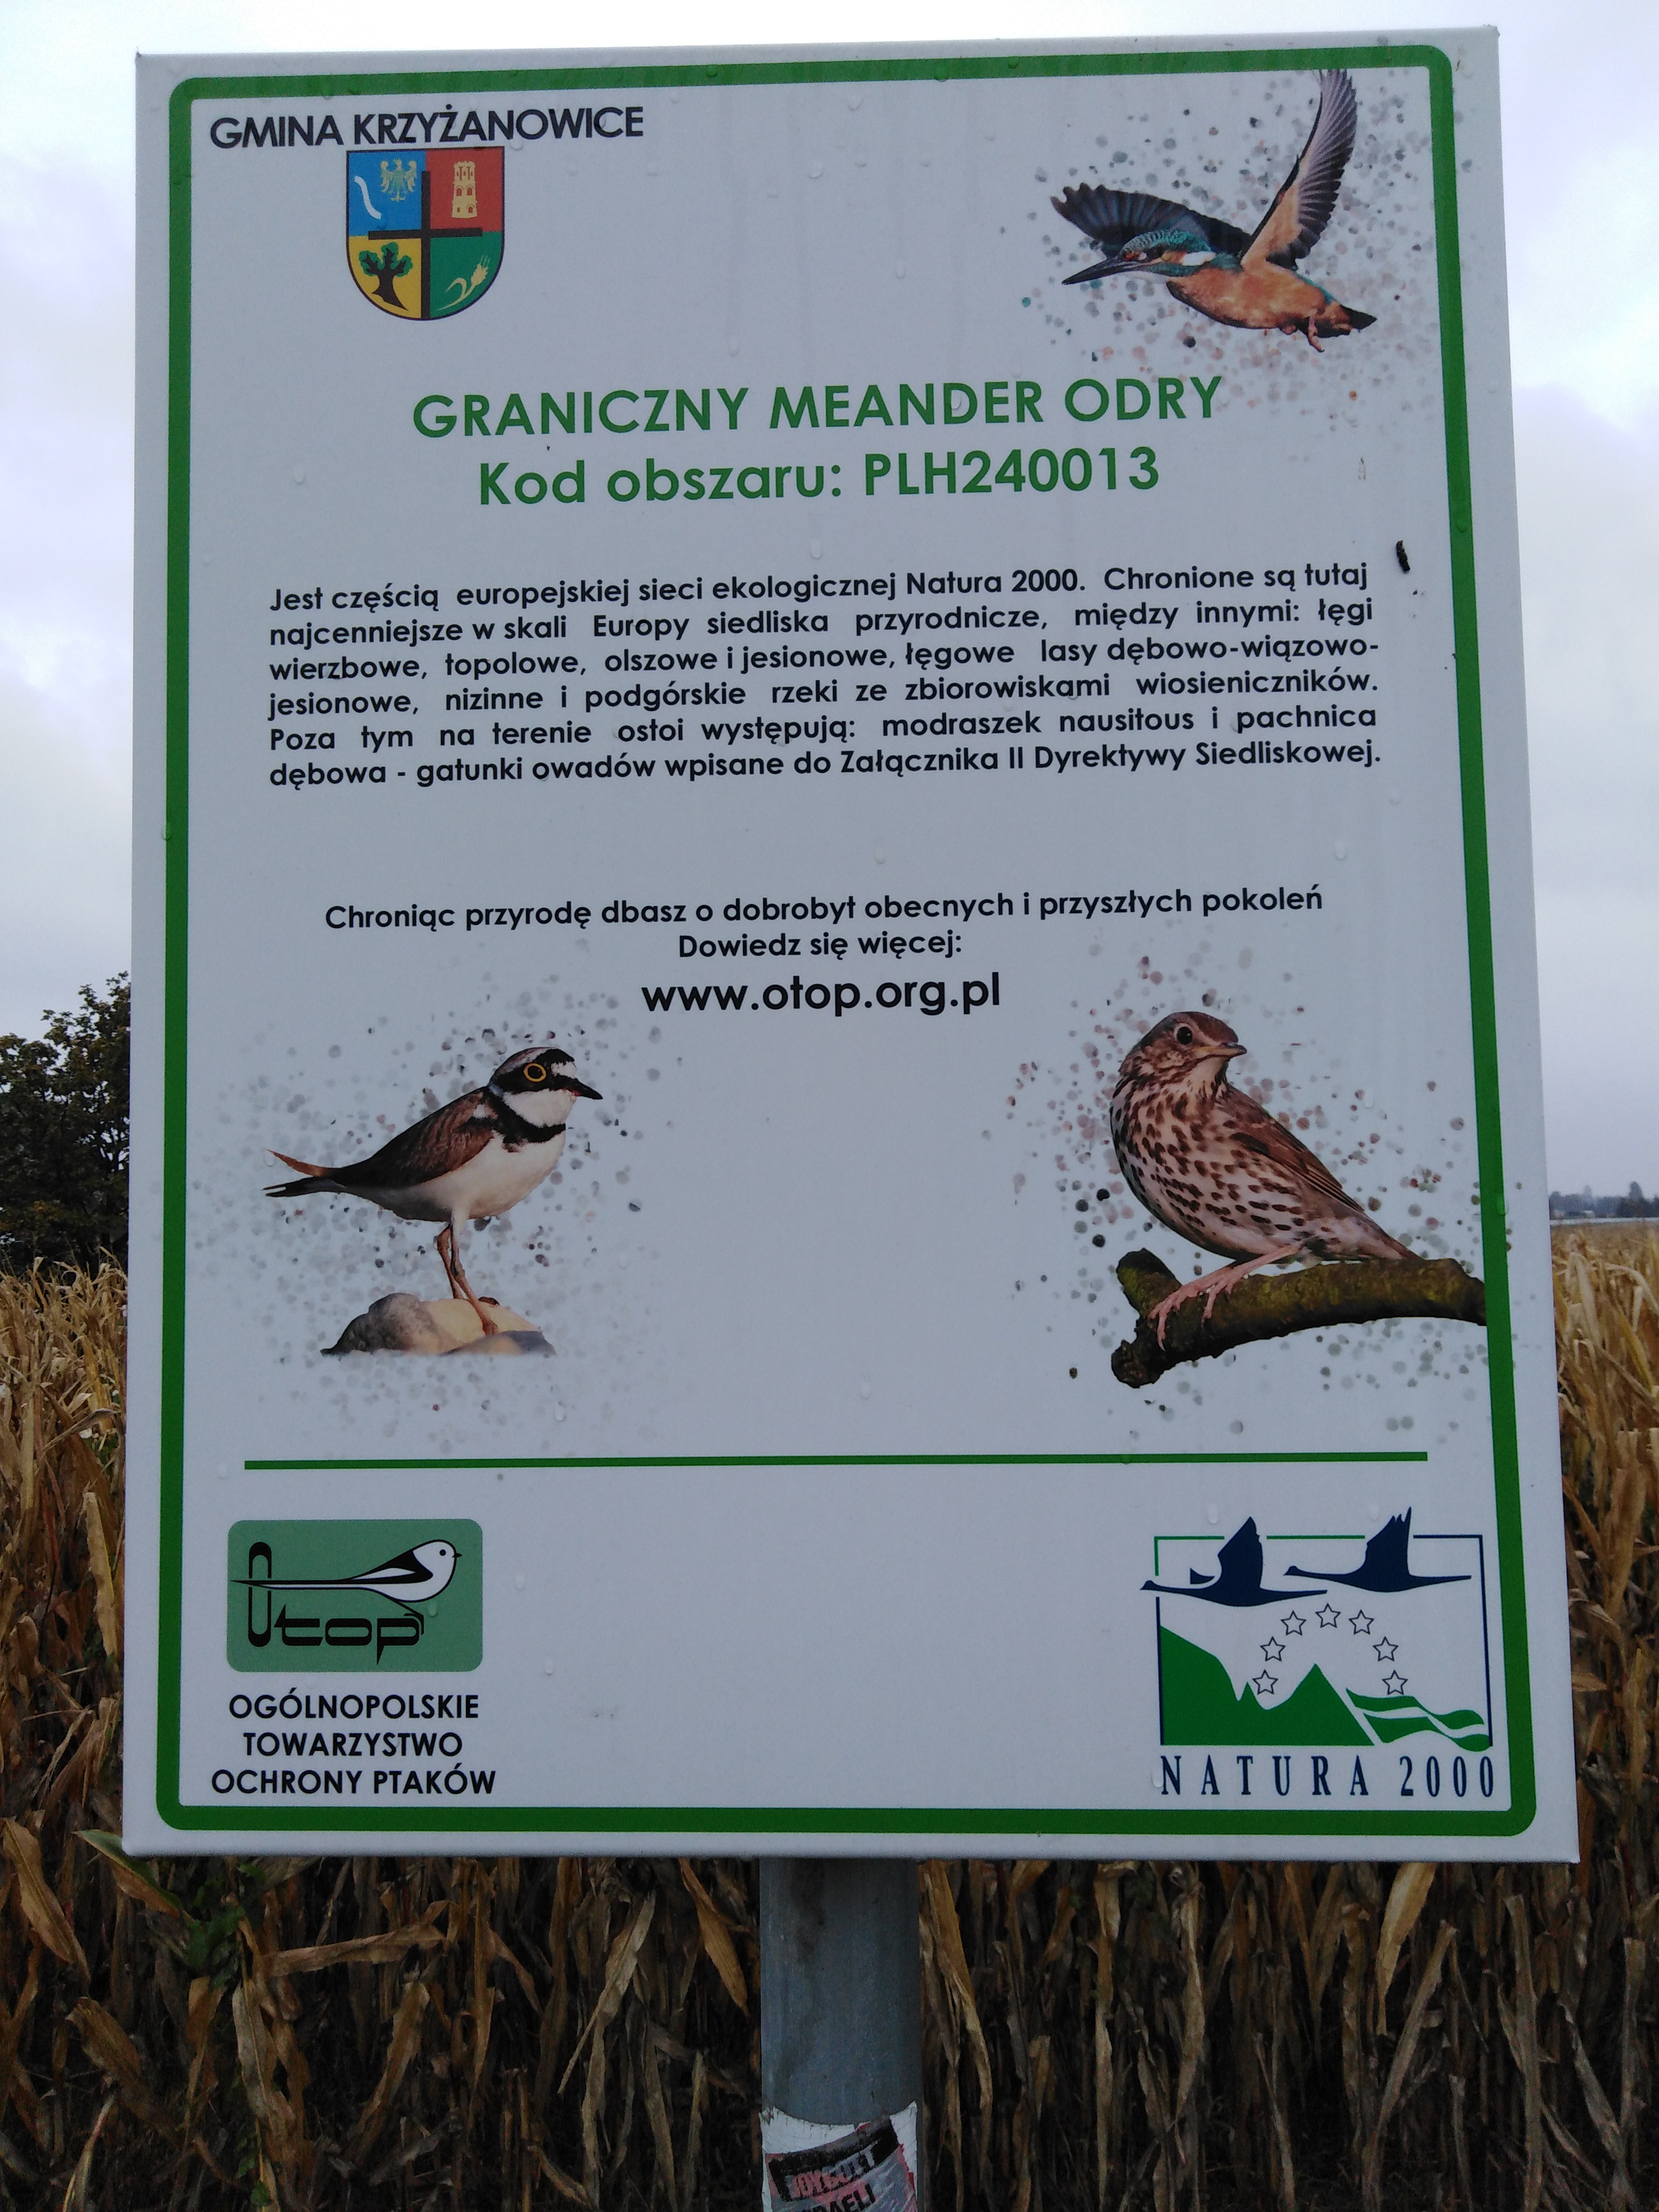 GMINA KRZYŻANOWICE
GRANICZNY MEANDER ODRY
Kod obszaru: PLH240013
Jest częścią europejskiej sieci ekologicznej Natura 2000. Chronione są tutaj
najcenniejsze w skali Europy siedliska przyrodnicze, między innymi: łęgi
wierzbowe, topolowe, olszowe i jesionowe, łęgowe lasy dębowo-wiązowo-
jesionowe, nizinne i podgórskie rzeki ze zbiorowiskami wiosieniczników.
Poza tym na terenie ostoi występują: modraszek nausitous i pachnica
dębowa - gatunki owadów wpisane do Załącznika II Dyrektywy Siedliskowej.
Chroniąc przyrodę dbasz o dobrobyt obecnych i przyszłych pokoleń
Dowiedz się więcej:
www.otop.org.pl
Otop
OGÓLNOPOLSKIE
TOWARZYSTWO
OCHRONY PTAKÓW
NATURA 2000